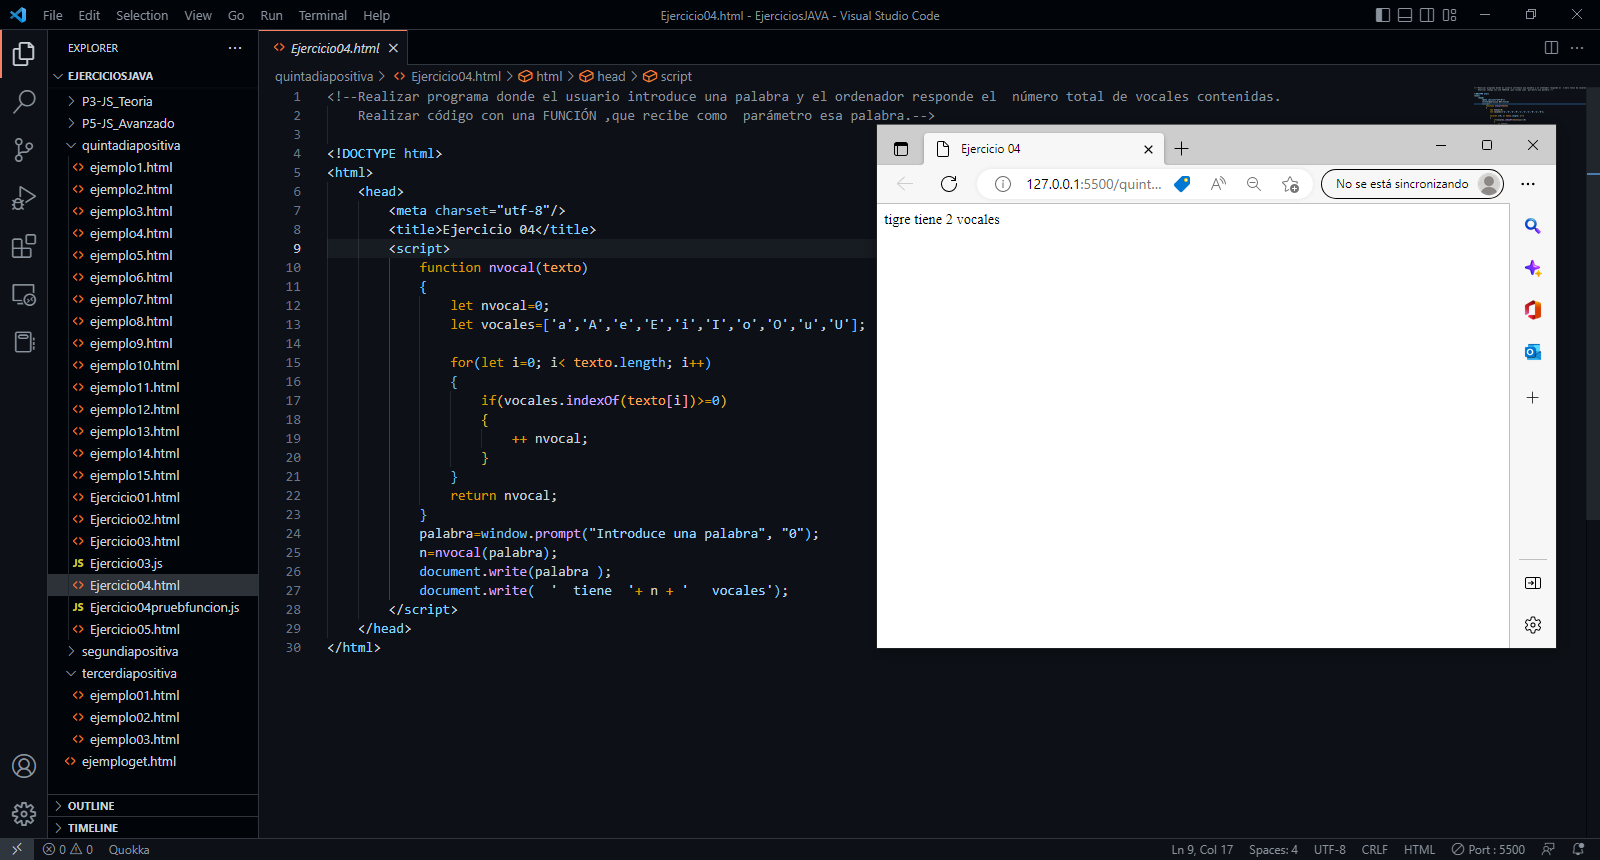 File Edit Selection View Go Run Terminal Help
Ejercicio04.html - EjerciciosJAVA - Visual Studio Code
EXPLORER
EJERCICIOSJAVA
P3-JS_Teoria
P5-JS_Avanzado
quintadiapositiva
ejemplo1.html
ejemplo2.html
ejemplo3.html
ejemplo4.html
ejemplo5.html
ejemplo6.html
ejemplo7.html
ejemplo8.html
ejemplo9.html
ejemplo10.html
ejemplo11.html
ejemplo12.html
ejemplo13.html
ejemplo14.html
ejemplo15.html
Ejercicio01.html
Ejercicio02.html
Ejercicio03.html
JS Ejercicio03.js
Ejercicio04.html
JS Ejercicio04pruebfuncion.js
Ejercicio05.html
segundiapositiva
tercerdiapositiva
ejemplo01.html
ejemplo02.html
ejemplo03.html
ejemploget.html
OUTLINE
TIMELINE
Ejercicio04.html
quintadiapositiva > Ejercicio04.html > html > head > script
1 <!--Realizar programa donde el usuario introduce una palabra y el ordenador responde el  número total de vocales contenidas.
2     Realizar código con una FUNCIÓN ,que recibe como  parámetro esa palabra.-->
3
4 <!DOCTYPE html>
5 <html>
6     <head>
7         <meta charset="utf-8"/>
8         <title>Ejercicio 04</title>
9         <script>
10             function nvocal(texto)
11             {
12                 let nvocal=0;
13                 let vocales=['a','A','e','E','i','I','o','O','u','U'];
14
15                 for(let i=0; i< texto.length; i++)
16                 {
17                     if(vocales.indexOf(texto[i])>=0)
18                     {
19                         ++ nvocal;
20                     }
21                 }
22                 return nvocal;
23             }
24             palabra=window.prompt("Introduce una palabra", "0");
25             n=nvocal(palabra);
26             document.write(palabra );
27             document.write(  '  tiene  '+ n + '   vocales');
28         </script>
29     </head>
30 </html>
Ejercicio 04
127.0.0.1:5500/quint...
No se está sincronizando
tigre tiene 2 vocales
0 0 Quokka
Ln 9, Col 17 Spaces: 4 UTF-8 CRLF HTML Port : 5500